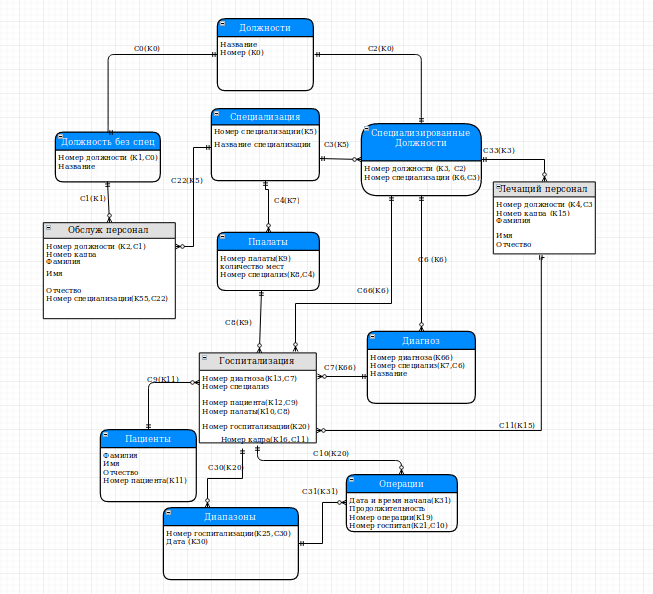 Должности
Название
Номер (К0)
С0(К0)
С2(К0)
Должность без спец
Номер должности (К1,С0)
Название
Специализация
Номер специализации(К5)
Название специализации
С3(К5)
Специализированные
Должности
Номер должности (К3, С2)
Номер специализации (К6,С3)
С33(К3)
Лечащий персонал
Номер должности (К4,С3
Номер кадра (К15)
Фамилия
Имя
Отчество
С22(К5)
С1(К1)
С4(К7)
Обслуж персонал
Номер должности (К2,С1)
Номер кадра
Фамилия
Имя
Отчество
Номер специализации(К55,С22)
Ппалаты
Номер палаты(К9)
количество мест
Номер специализ(К8,С4)
С6 (К6)
С66(К6)
С8(К9)
Диагноз
Номер диагноза(К66)
Номер специализ(К7,С6)
Название
Госпитализация
Номер диагноза(К13,С7)
Номер специализ
Номер пациента(К12,С9)
Номер палаты(К10,С8)
Номер госпитализации(К20)
Номер кадра(К16,С11)
С7(К66)
С9(К11)
С11(К15)
Пациенты
Фамилия
Имя
Отчество
Номер пациента(К11)
С10(К20)
С30(К20)
С31(К31)
Операции
Дата и время начала(К31)
Продолжительность
Номер операции(К19)
Номер госпитал(К21,С10)
Диапазоны
Номер госпитализации(К25,С30)
Дата (К30)